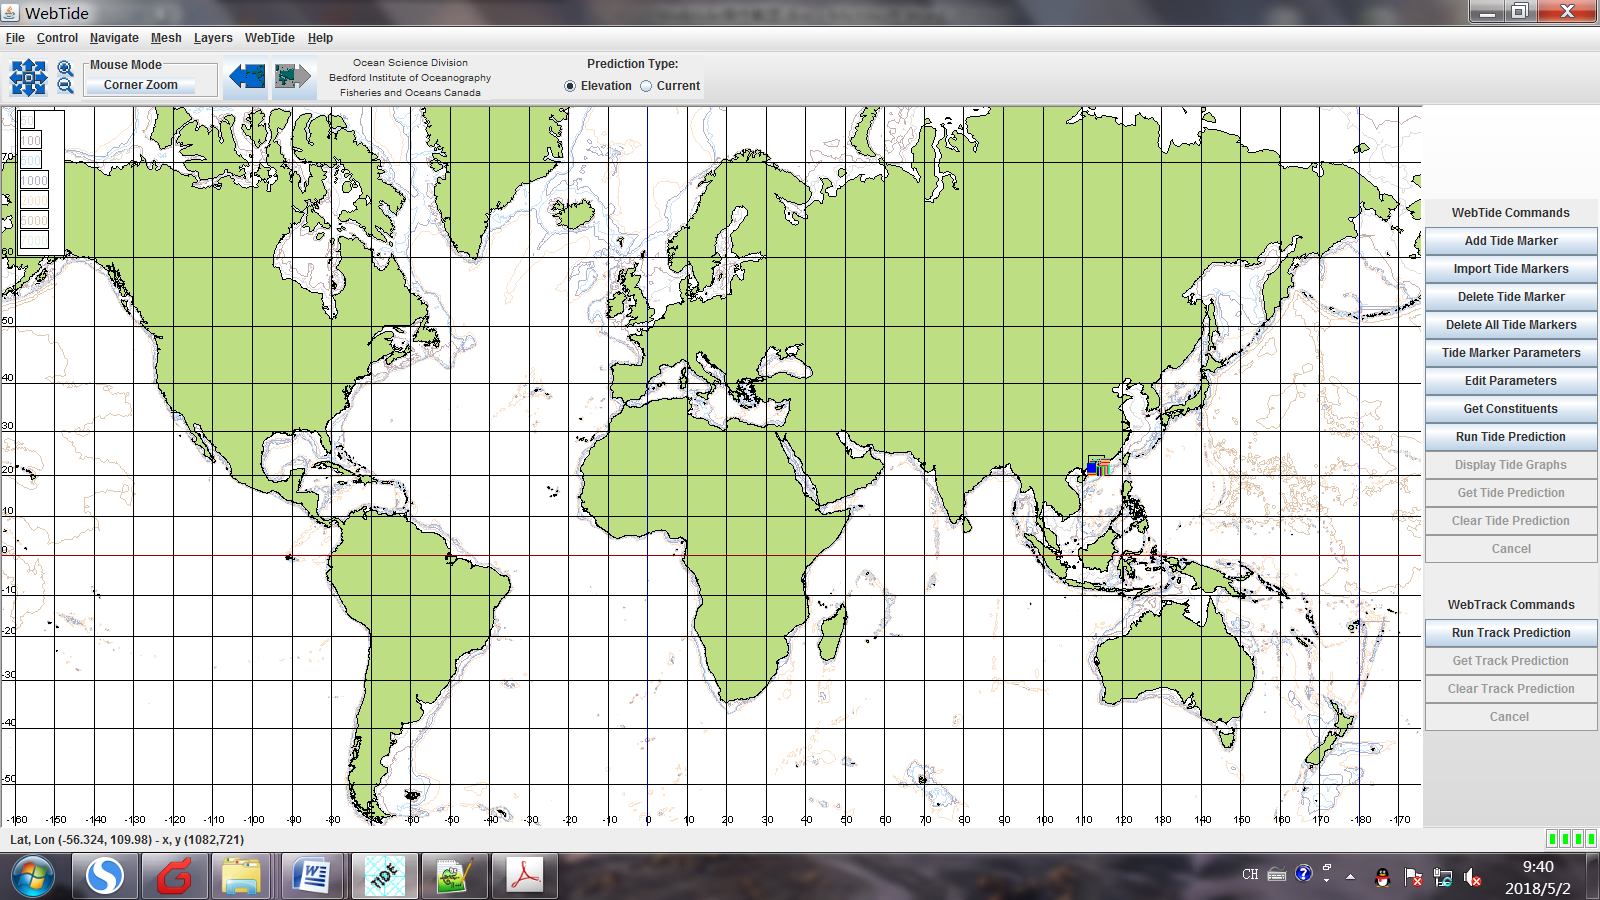 WebTide
File Control Navigate Mesh Layers WebTide Help
Mouse Mode
Corner Zoom
Ocean Science Division
Bedford Institute of Oceanography
Fisheries and Oceans Canada
Prediction Type:
Elevation Current
50
100
500
1000
2000
5000
70
60
50
40
30
20
10
0
-10
-20
-30
-40
-50
-160 -150 -140 -130 -120 -110 -100 -90 -80 -70 -60 -50 -40 -30 -20 -10 0 10 20 30 40 50 60 70 80 90 100 110 120 130 140 150 160 170 -180 -170
WebTide Commands
Add Tide Marker
Import Tide Markers
Delete Tide Marker
Delete All Tide Markers
Tide Marker Parameters
Edit Parameters
Get Constituents
Run Tide Prediction
Display Tide Graphs
Get Tide Prediction
Clear Tide Prediction
Cancel
WebTrack Commands
Run Track Prediction
Get Track Prediction
Clear Track Prediction
Cancel
Lat, Lon (-56.324, 109.98) - x, y (1082,721)
TIDE
CH
9:40
2018/5/2